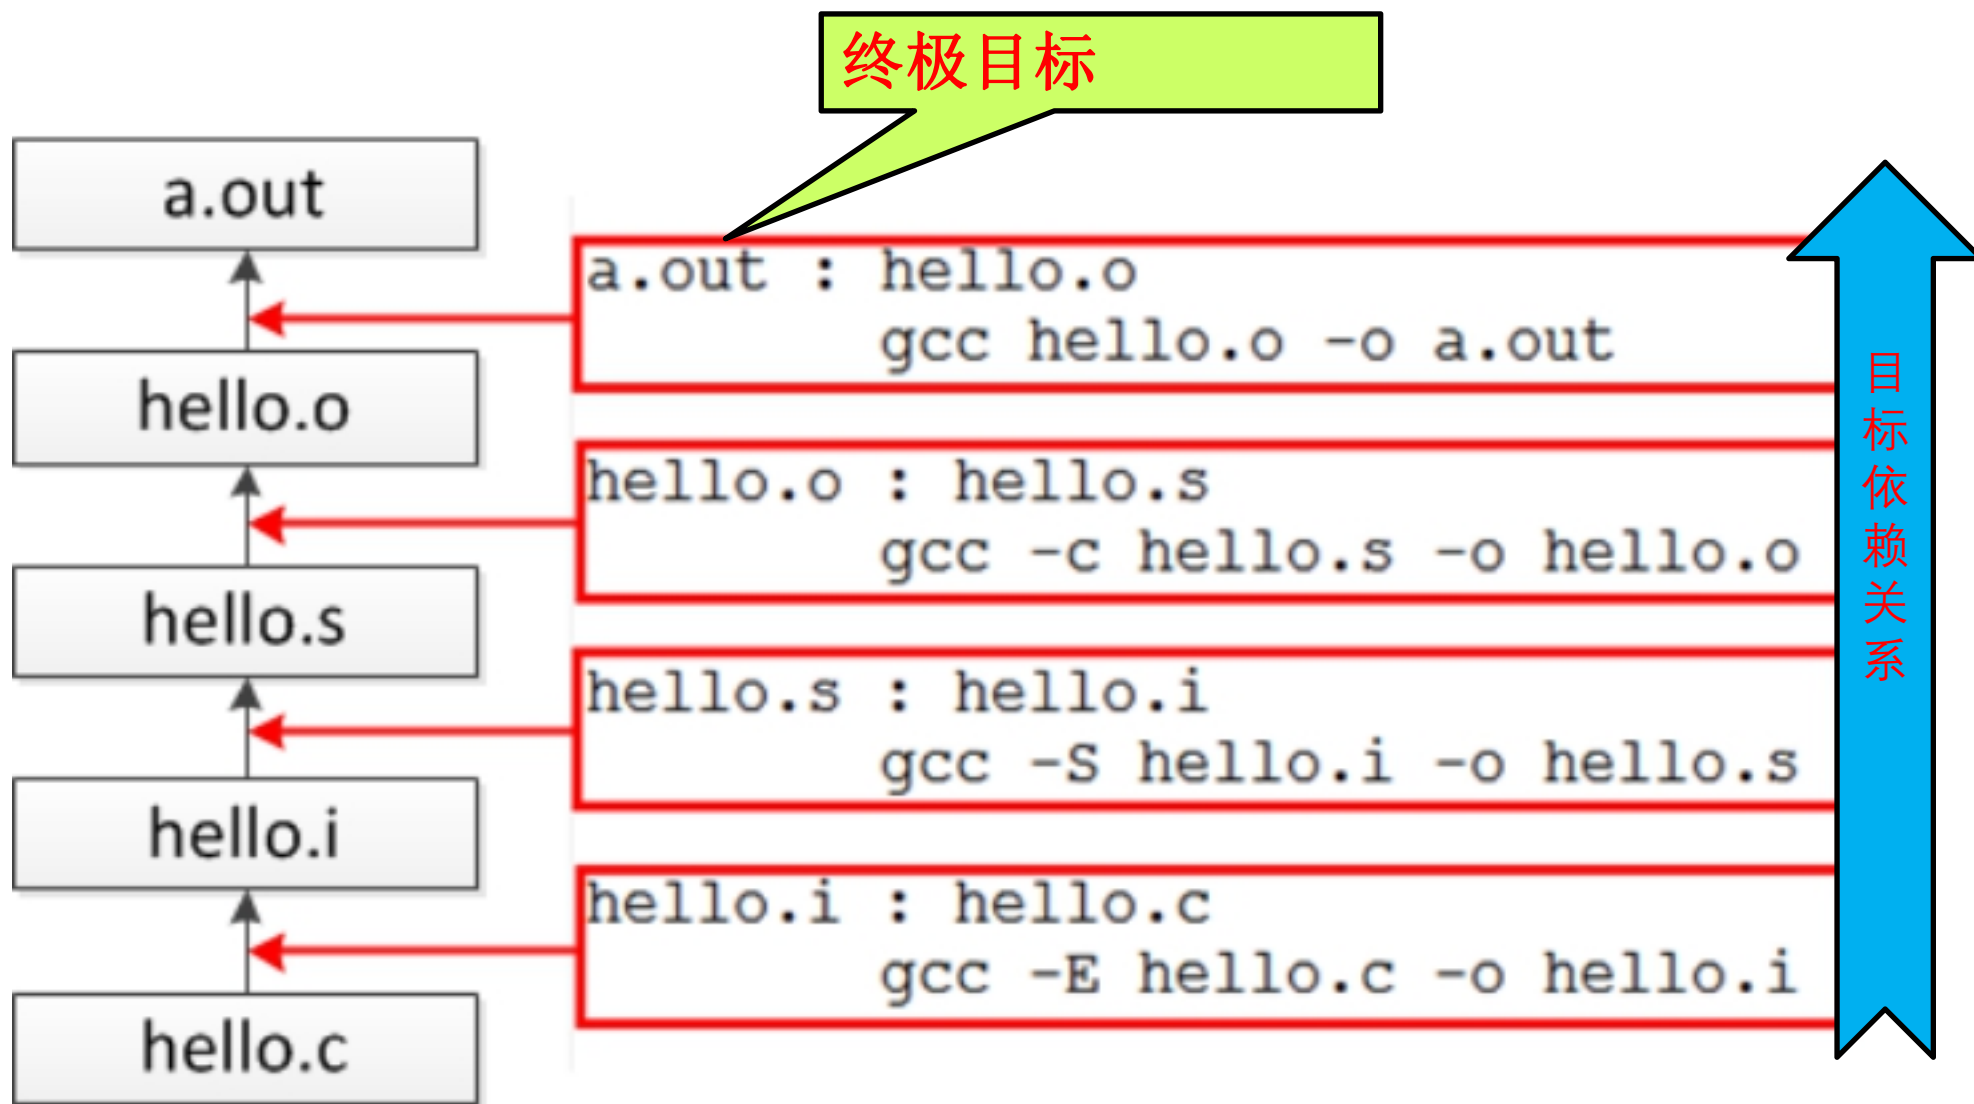 终极目标
a.out
a.out : hello.o
gcc hello.o -o a.out
hello.o
hello.o : hello.s
gcc -c hello.s -o hello.o
hello.s
hello.s : hello.i
gcc -S hello.i -o hello.s
hello.i
hello.i : hello.c
gcc -E hello.c -o hello.i
hello.c
目标依赖关系